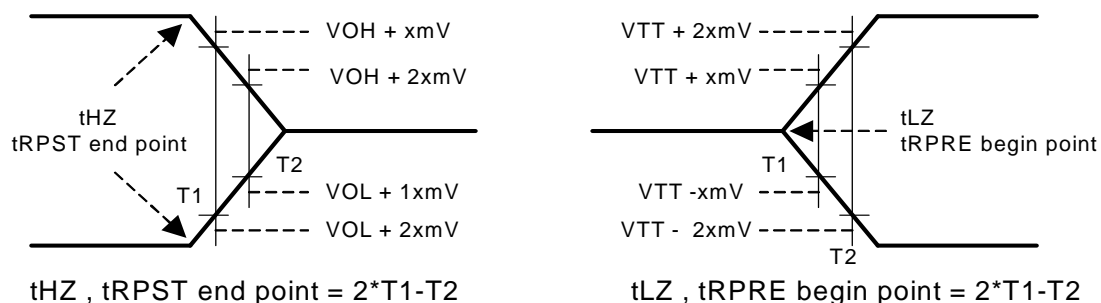 VOH + xmV
VOH + 2xmV
tHZ
tRPST end point
T1
T2
VOL + 1xmV
VOL + 2xmV
tHZ , tRPST end point = 2*T1-T2
VTT + 2xmV
VTT + xmV
tLZ
tRPRE begin point
T1
VTT -xmV
VTT - 2xmV
T2
tLZ , tRPRE begin point = 2*T1-T2